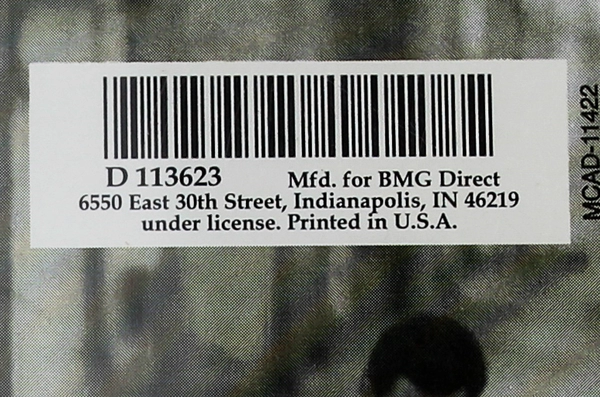 D 113623 Mfd. for BMG Direct
6550 East 30th Street, Indianapolis, IN 46219
under license. Printed in U.S.A.
MCAD-11422